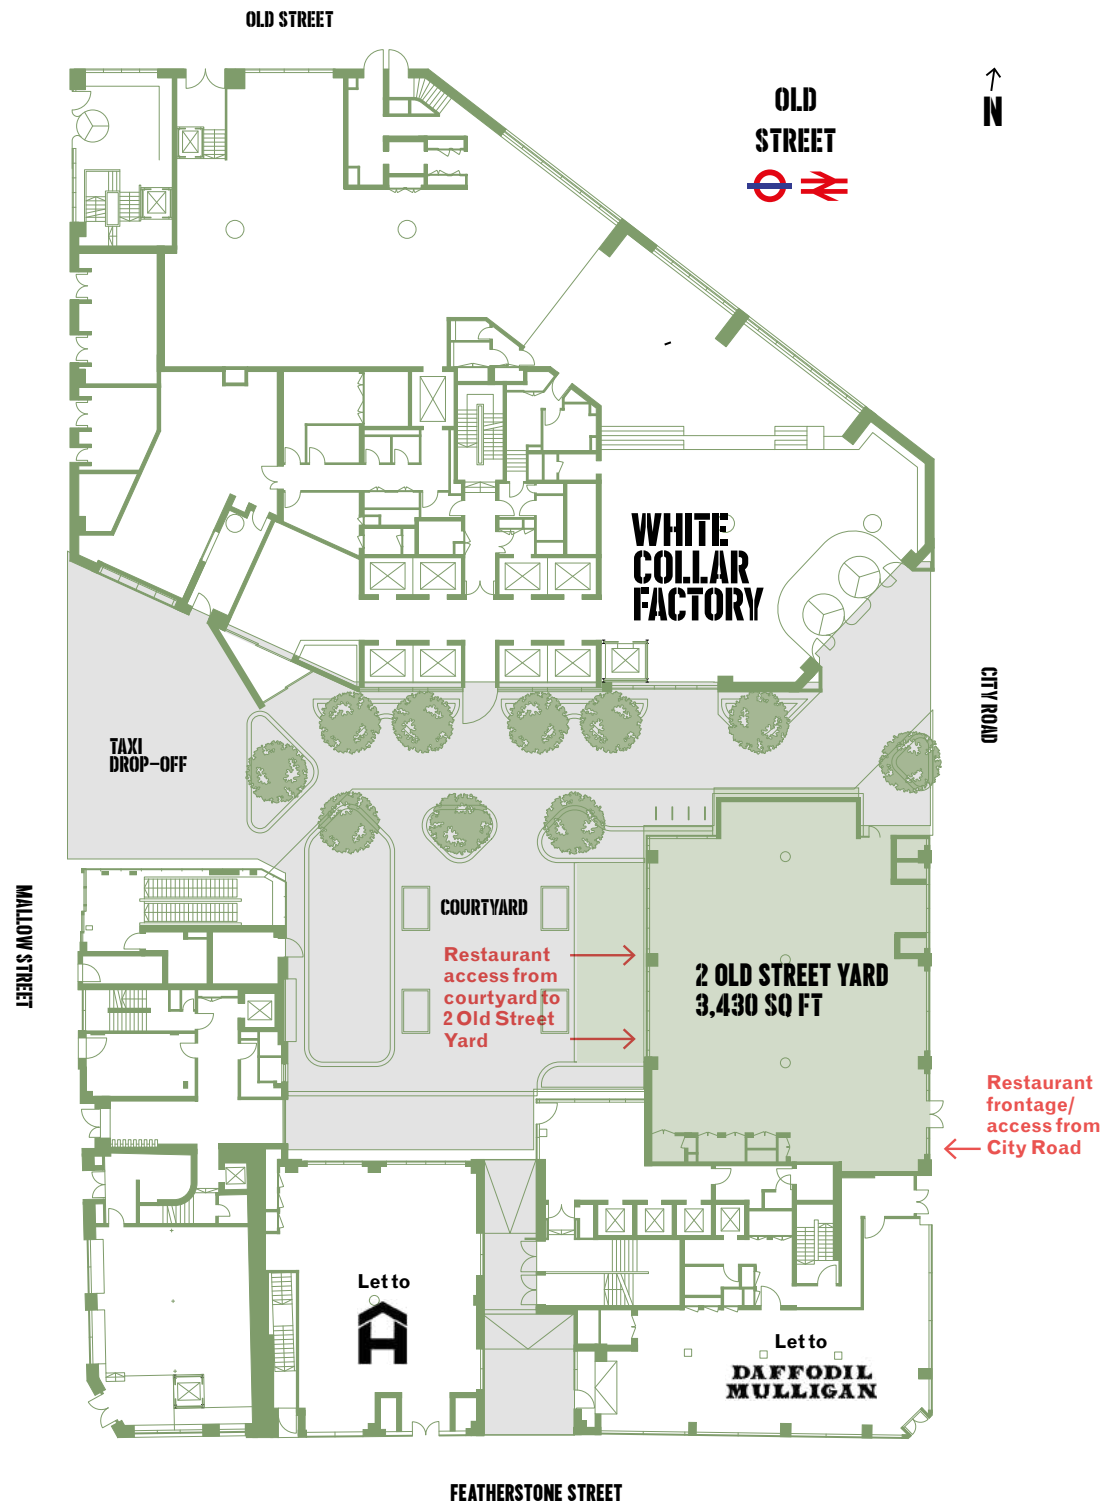 OLD STREET
OLD
STREET
N
WHITE
COLLAR
FACTORY
CITY ROAD
TAXI
DROP-OFF
MALLOW STREET
COURTYARD
Restaurant
access from
courtyard to
2 Old Street
Yard
2 OLD STREET YARD
3,430 SQ FT
Restaurant
frontage/
access from
City Road
Let to
Let to
DAFFODIL
MULLIGAN
FEATHERSTONE STREET